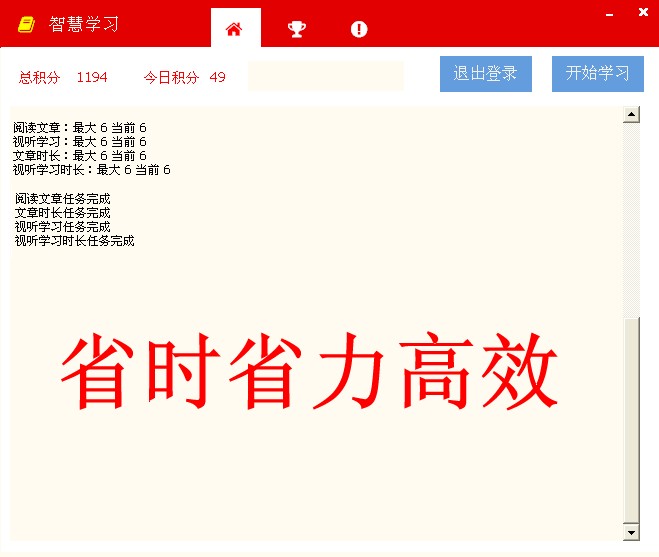 智慧学习
总积分 1194 今日积分 49 退出登录 开始学习
阅读文章：最大 6 当前 6
视听学习：最大 6 当前 6
文章时长：最大 6 当前 6
视听学习时长：最大 6 当前 6
阅读文章任务完成
文章时长任务完成
视听学习任务完成
视听学习时长任务完成
省时省力高效